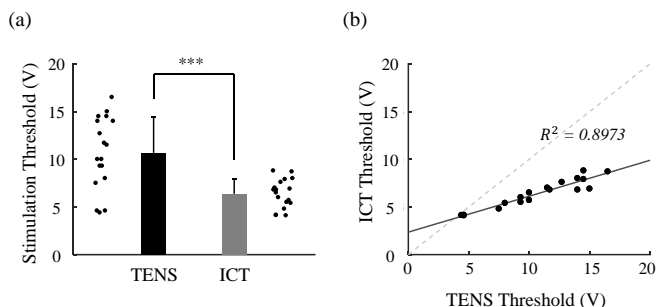 (a)
Stimulation Threshold (V)
20
15
10
5
0
***
TENS
ICT
(b)
ICT Threshold (V)
20
15
10
5
0
R² = 0.8973
0
5
10
15
20
TENS Threshold (V)